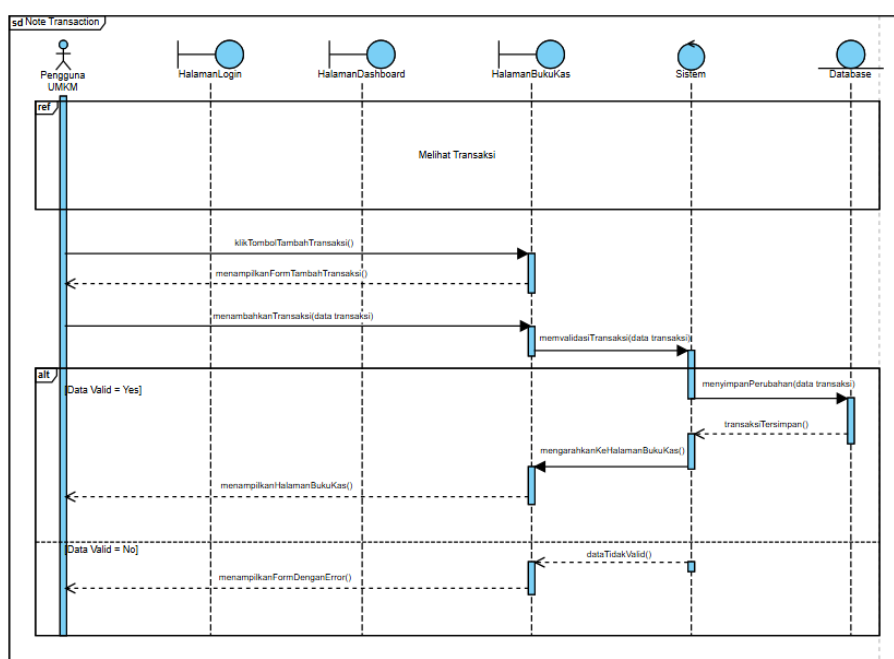 sd Note Transaction
Pengguna
UMKM
HalamanLogin
HalamanDashboard
HalamanBukuKas
Sistem
Database
ref
Melihat Transaksi
klikTombolTambahTransaksi()
menampilkanFormTambahTransaksi()
menambahkanTransaksi(data transaksi)
memvalidasiTransaksi(data transaksi)
alt
[Data Valid = Yes]
menyimpanPerubahan(data transaksi)
transaksiTersimpan()
mengarahkanKeHalamanBukuKas()
menampilkanHalamanBukuKas()
[Data Valid = No]
dataTidakValid()
menampilkanFormDenganError()